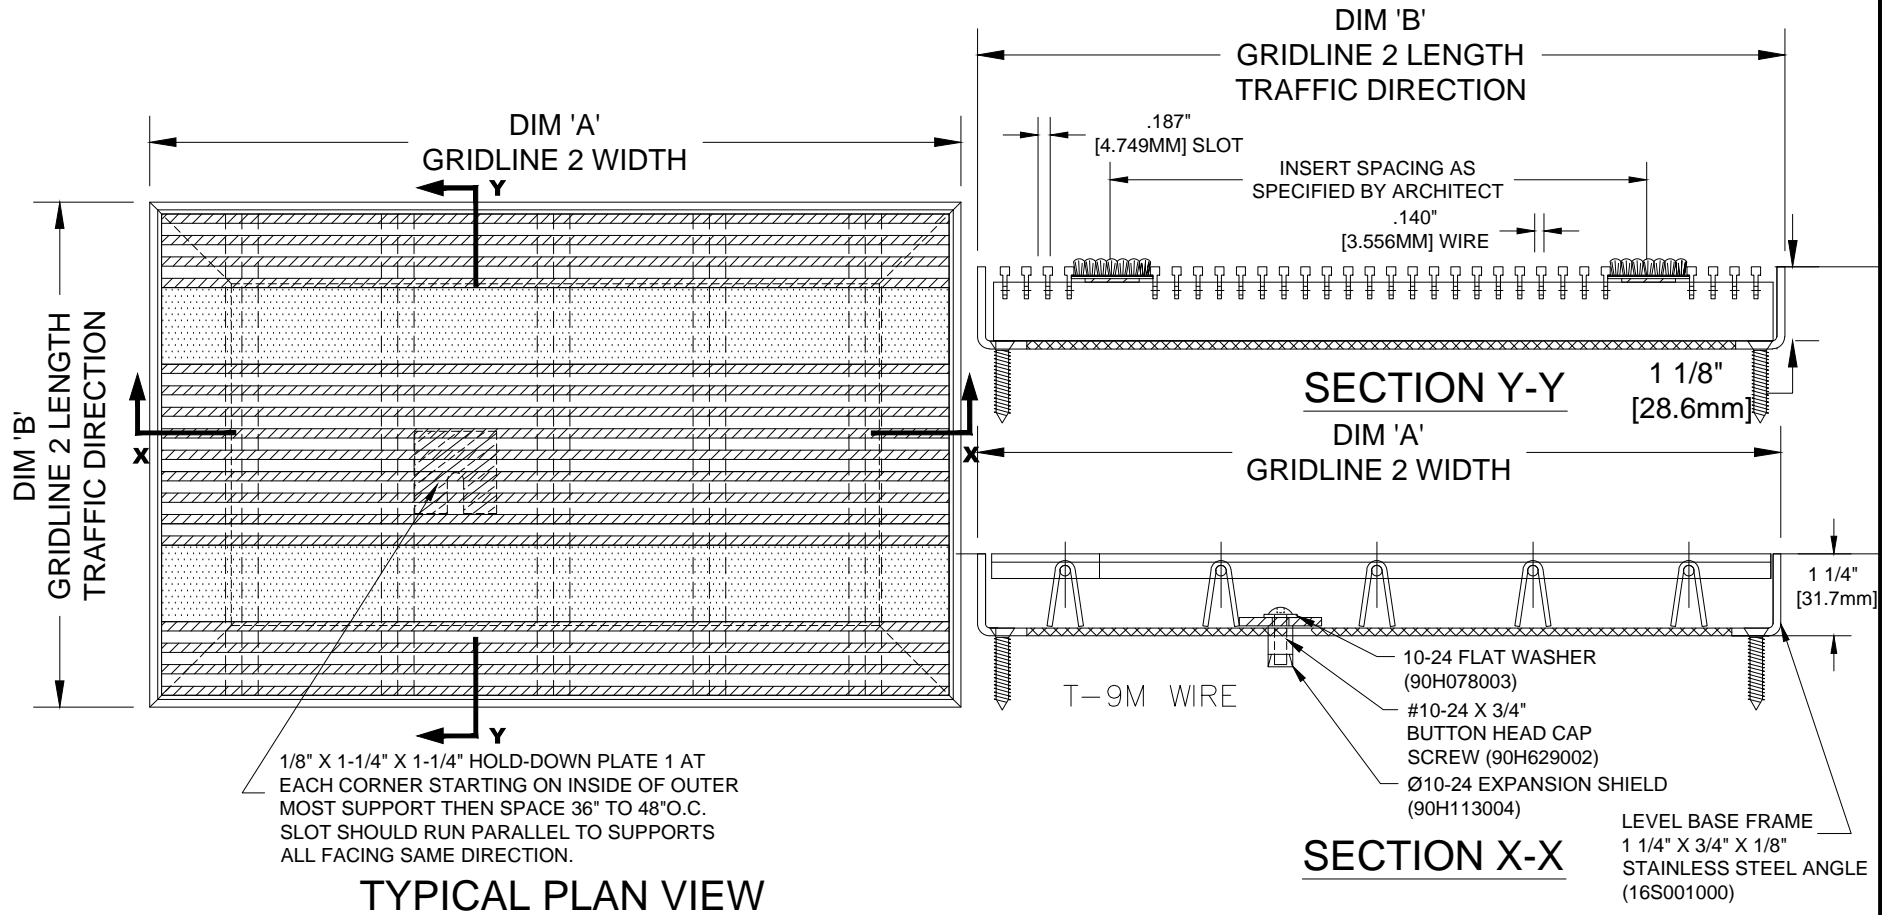 DIM 'A'
GRIDLINE 2 WIDTH
Y
DIM 'B'
GRIDLINE 2 LENGTH
TRAFFIC DIRECTION
X
X
Y
1/8" X 1-1/4" X 1-1/4" HOLD-DOWN PLATE 1 AT
EACH CORNER STARTING ON INSIDE OF OUTER
MOST SUPPORT THEN SPACE 36" TO 48"O.C.
SLOT SHOULD RUN PARALLEL TO SUPPORTS
ALL FACING SAME DIRECTION.
TYPICAL PLAN VIEW
DIM 'B'
GRIDLINE 2 LENGTH
TRAFFIC DIRECTION
.187"
[4.749MM] SLOT
INSERT SPACING AS
SPECIFIED BY ARCHITECT
.140"
[3.556MM] WIRE
SECTION Y-Y
1 1/8"
[28.6mm]
DIM 'A'
GRIDLINE 2 WIDTH
1 1/4"
[31.7mm]
T-9M WIRE
10-24 FLAT WASHER
(90H078003)
#10-24 X 3/4"
BUTTON HEAD CAP
SCREW (90H629002)
Ø10-24 EXPANSION SHIELD
(90H113004)
SECTION X-X
LEVEL BASE FRAME
1 1/4" X 3/4" X 1/8"
STAINLESS STEEL ANGLE
(16S001000)